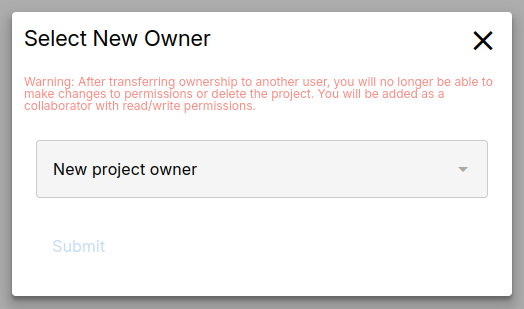 Select New Owner
Warning: After transferring ownership to another user, you will no longer be able to
make changes to permissions or delete the project. You will be added as a
collaborator with read/write permissions.
New project owner
Submit